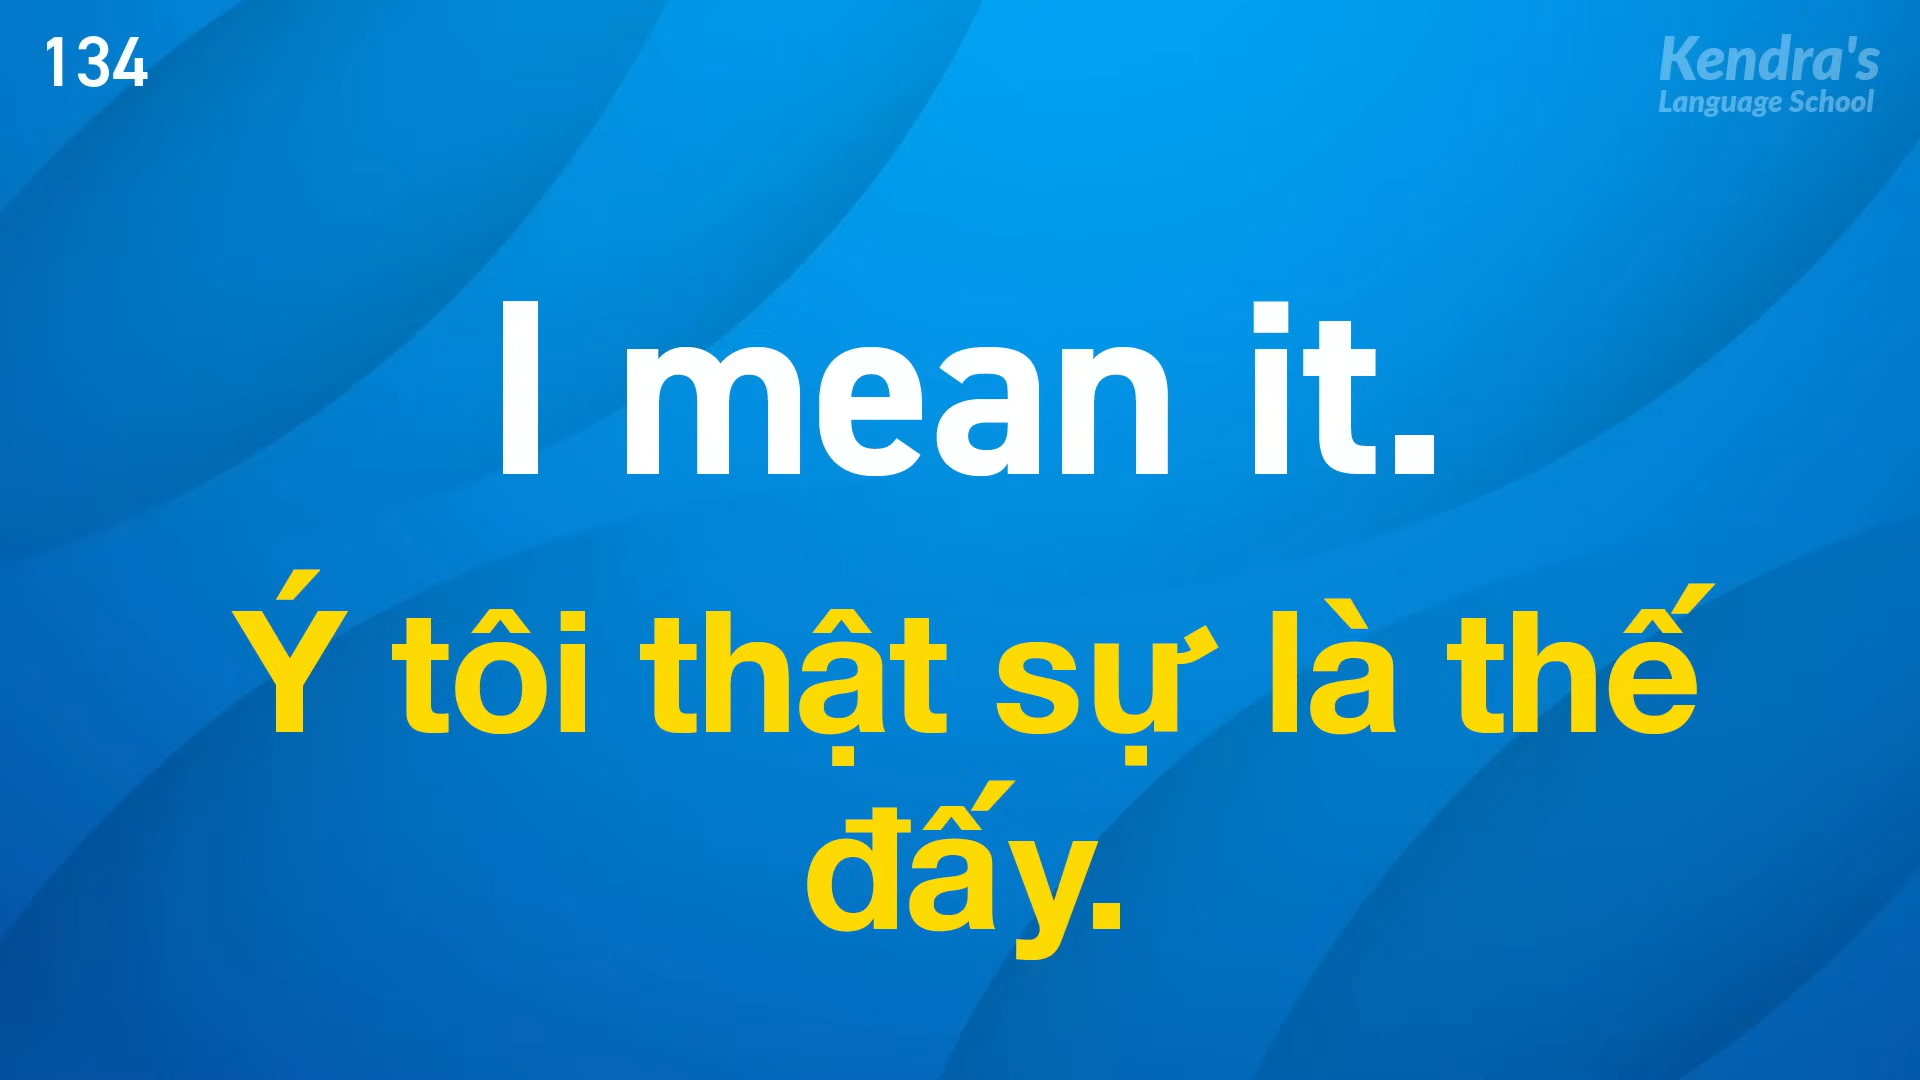 134
Kendra's
Language School
I mean it.
Ý tôi thật sự là thế
đấy.